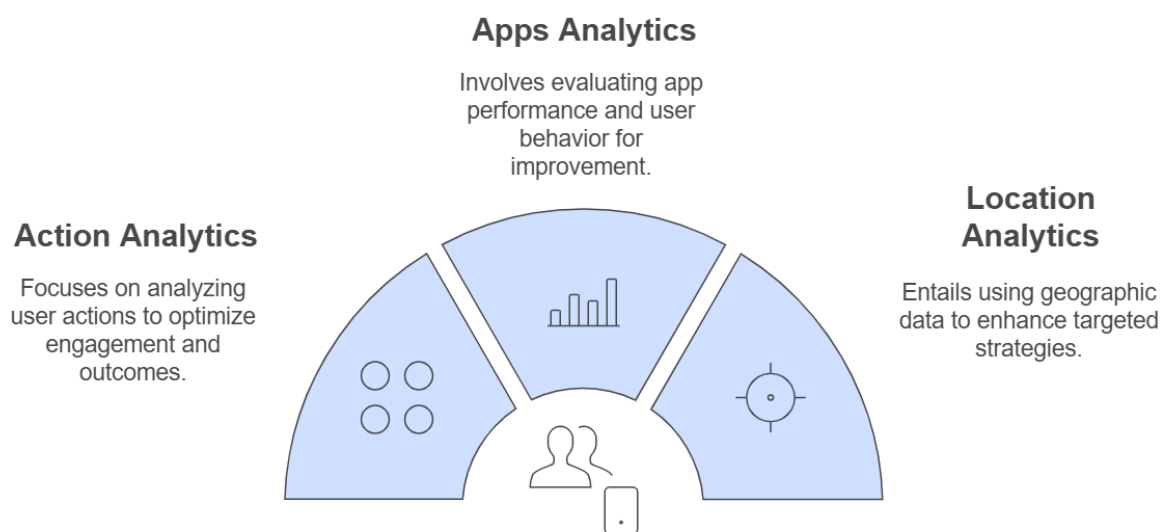 Apps Analytics
Involves evaluating app
performance and user
behavior for
improvement.
Action Analytics
Focuses on analyzing
user actions to optimize
engagement and
outcomes.
Location
Analytics
Entails using geographic
data to enhance targeted
strategies.